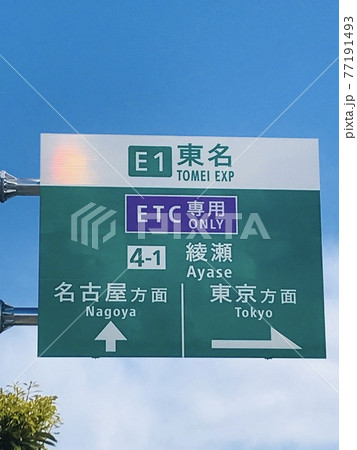 E1 東名
TOMEI EXP
ETC 専用
ONLY
4-1 綾瀬
Ayase
名古屋方面 東京方面
Nagoya Tokyo
PIXTA
pixta.jp - 77191493